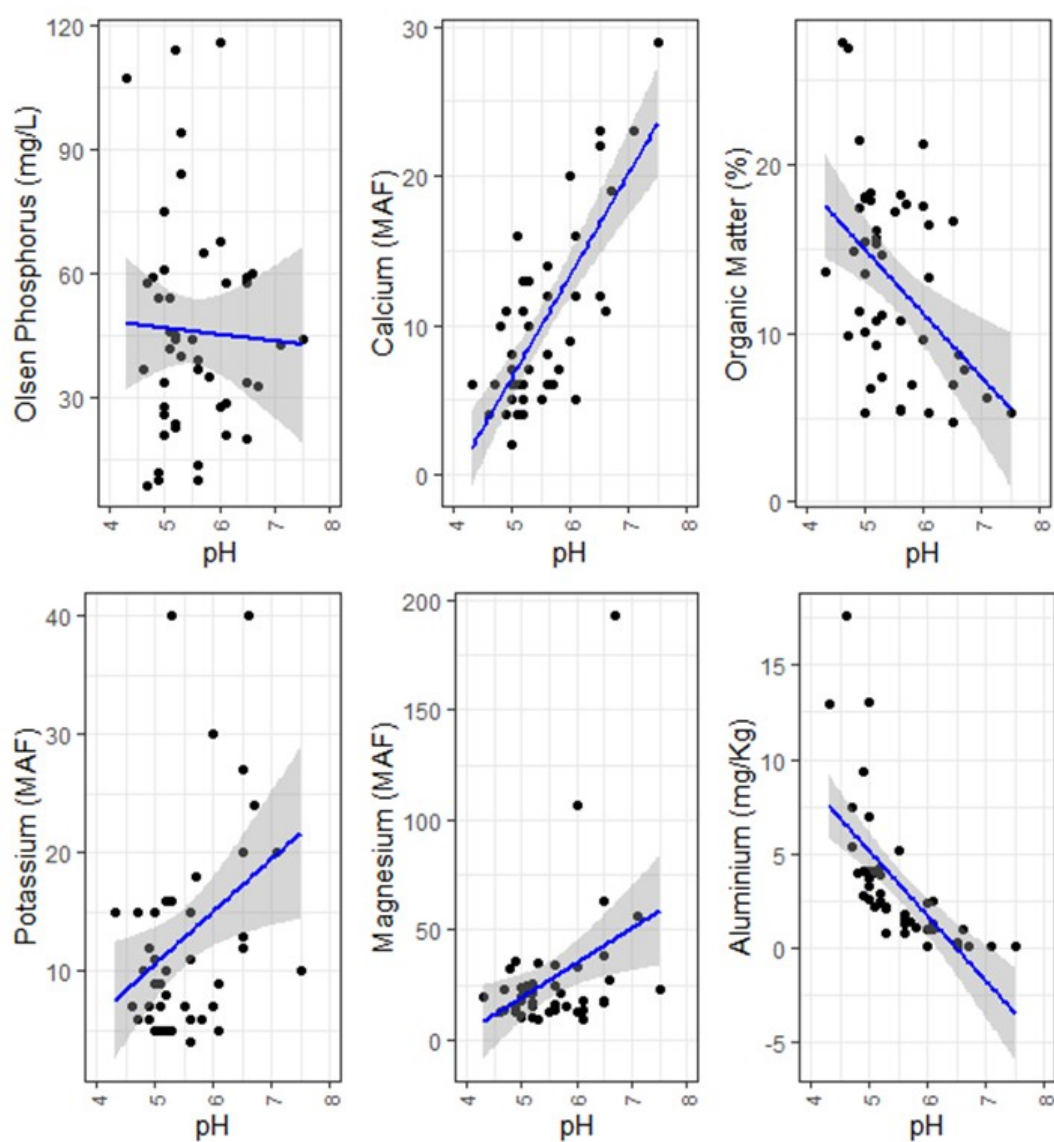 Olsen Phosphorus (mg/L)
120
90
60
30
4 5 6 7 8
pH
Calcium (MAF)
30
20
10
0
4 5 6 7 8
pH
Organic Matter (%)
20
10
0
4 5 6 7 8
pH
Potassium (MAF)
40
30
20
10
4 5 6 7 8
pH
Magnesium (MAF)
200
150
100
50
0
4 5 6 7 8
pH
Aluminium (mg/Kg)
15
10
5
0
-5
4 5 6 7 8
pH